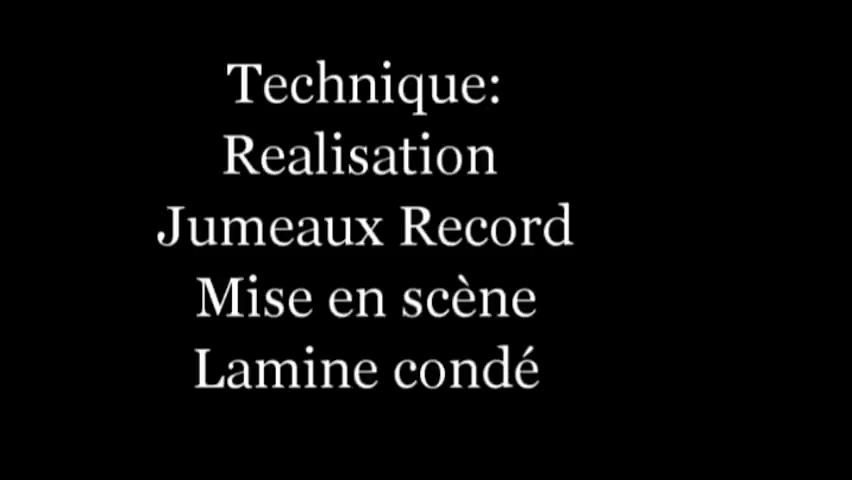 Technique:
Realisation
Jumeaux Record
Mise en scène
Lamine condé